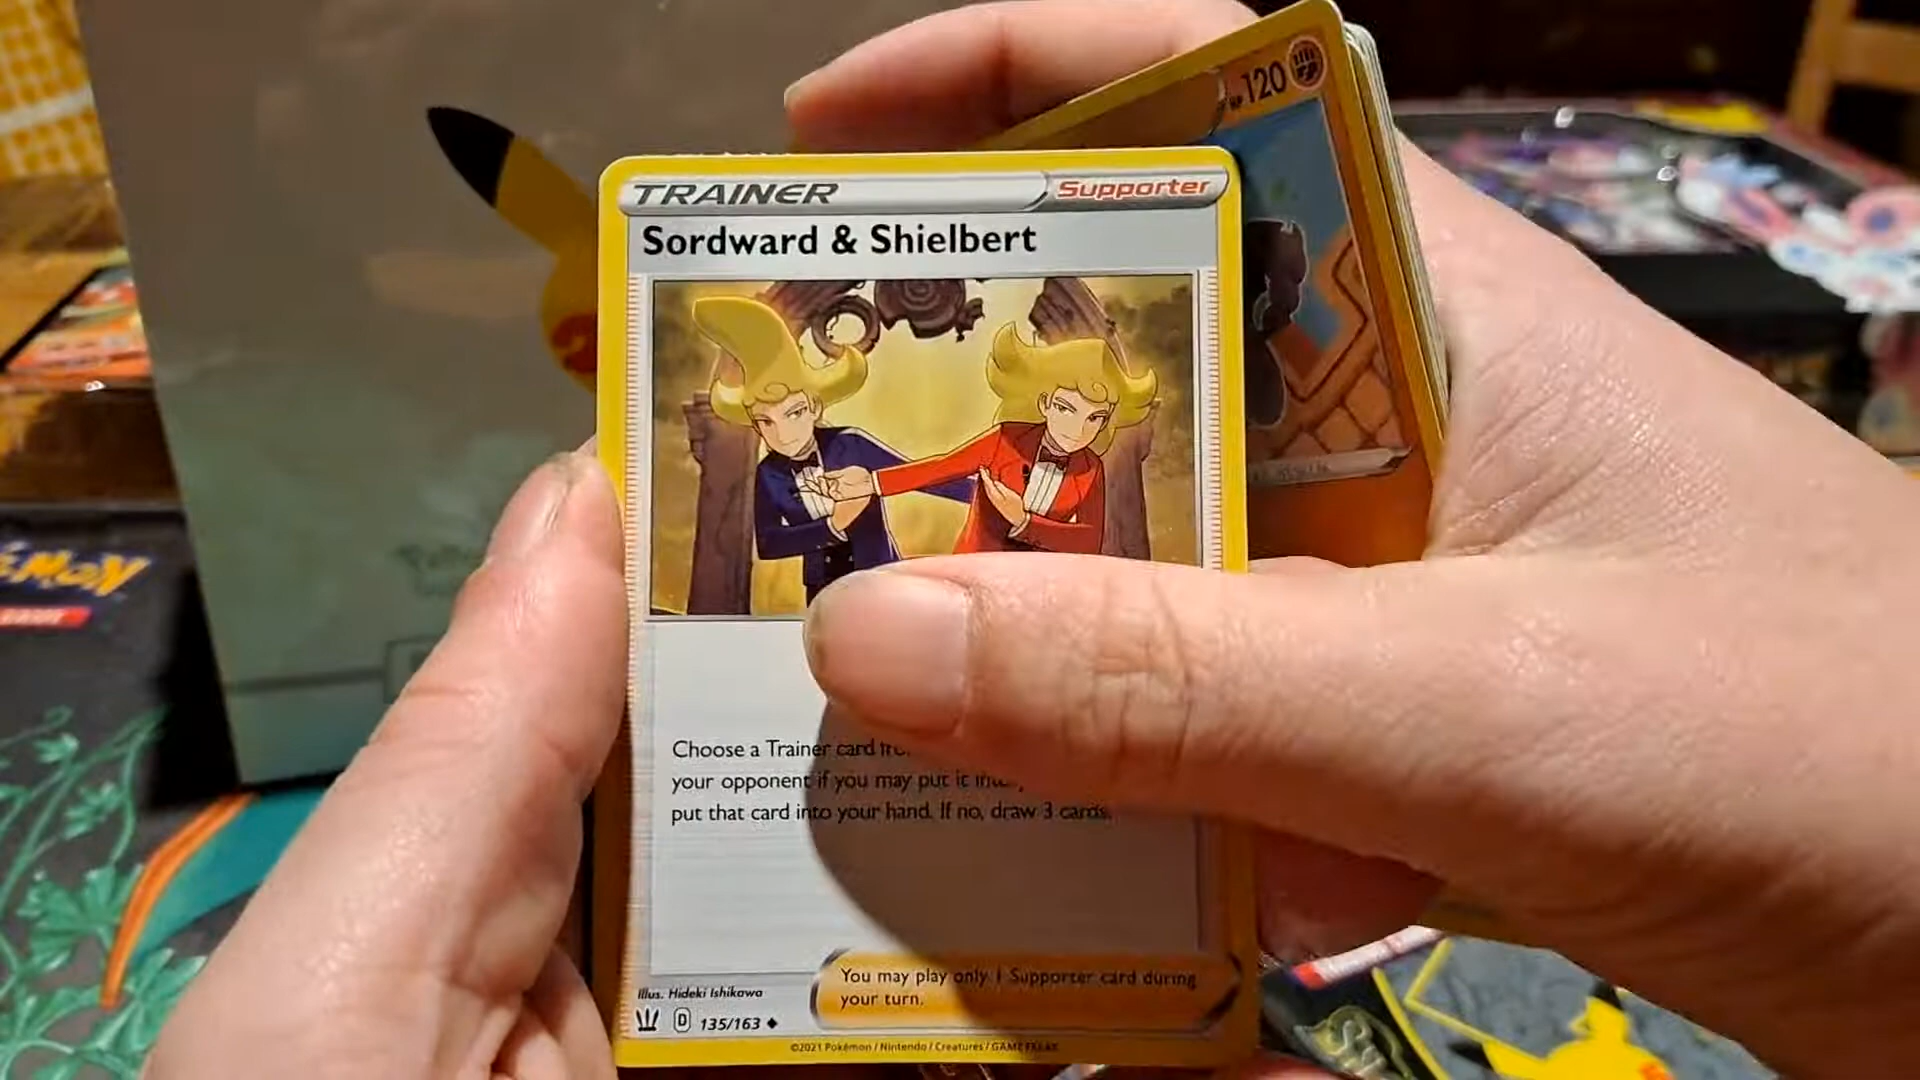 HP 120
TRAINER Supporter
Sordward & Shielbert
Choose a Trainer card
your opponent if you may put it
put that card into your hand. If no, draw 3 cards.
You may play only 1 Supporter card during
your turn.
Illus. Hideki Ishikawa
D 135/163
©2021 Pokémon / Nintendo / Creatures / GAME FREAK